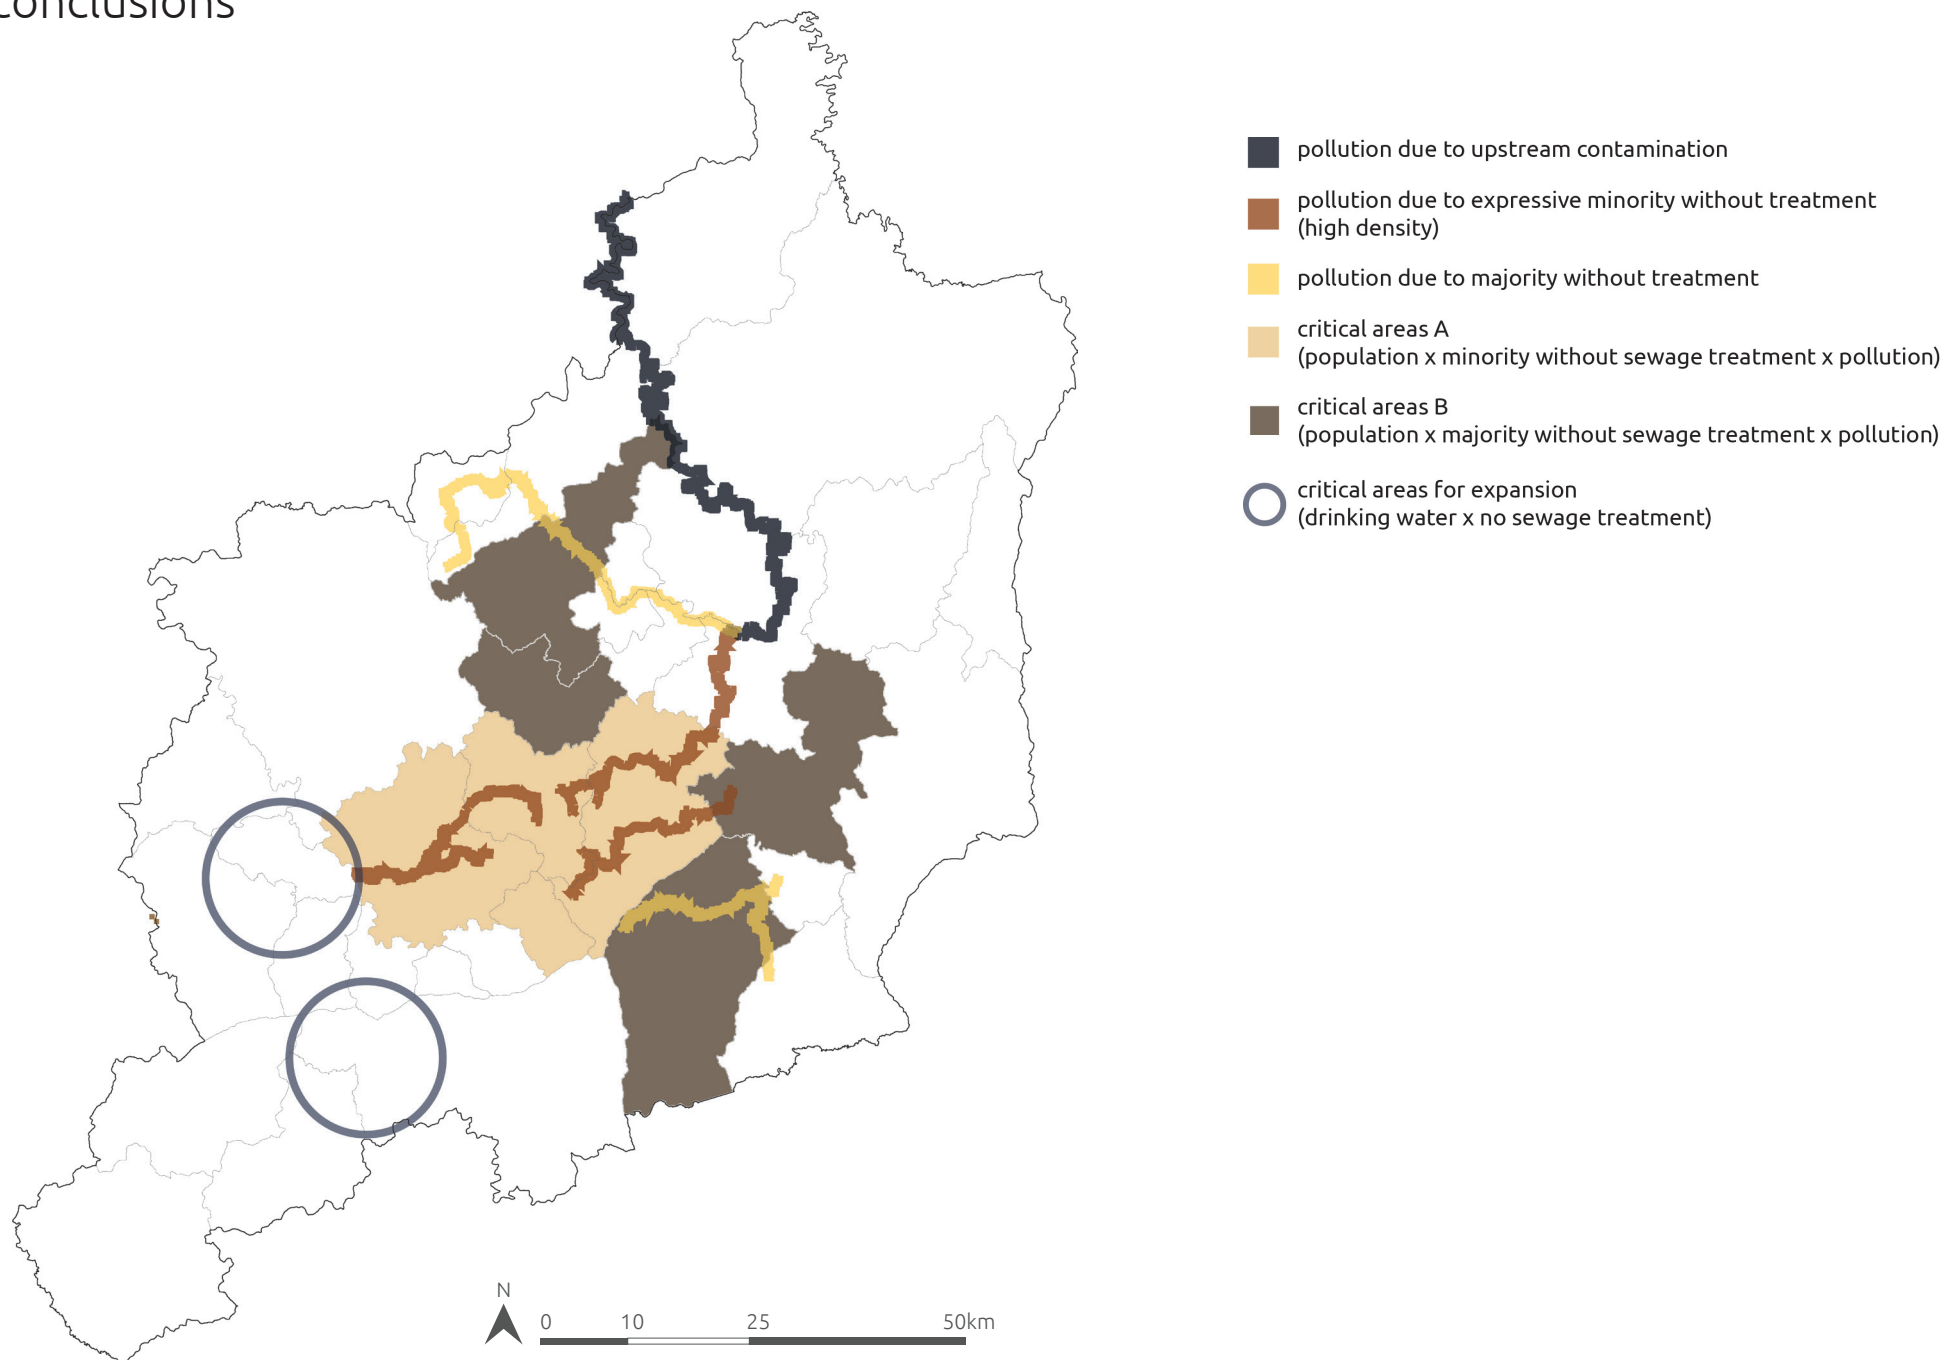 conclusions
pollution due to upstream contamination
pollution due to expressive minority without treatment
(high density)
pollution due to majority without treatment
critical areas A
(population x minority without sewage treatment x pollution)
critical areas B
(population x majority without sewage treatment x pollution)
critical areas for expansion
(drinking water x no sewage treatment)
N
0 10 25 50km